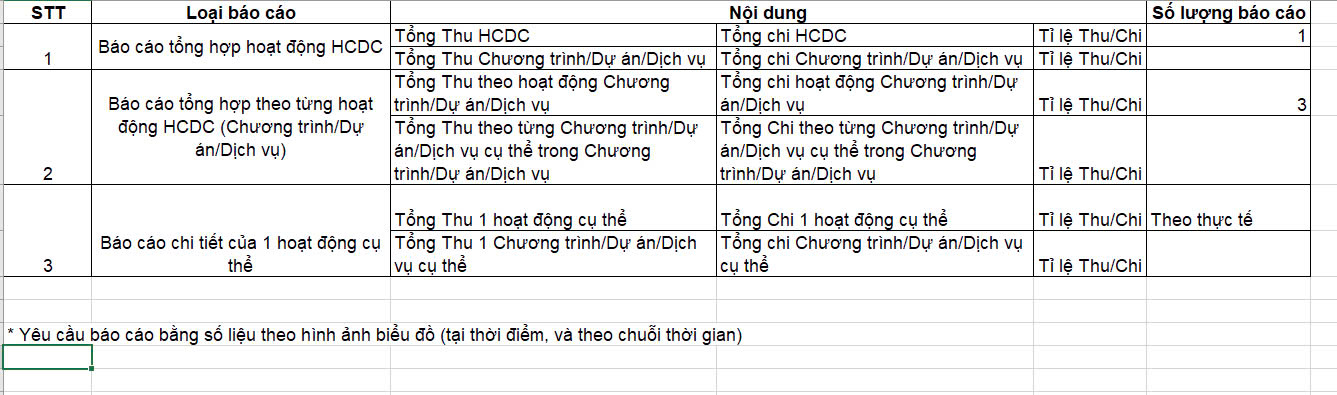 STT Loại báo cáo Nội dung Số lượng báo cáo
1 Báo cáo tổng hợp hoạt động HCDC
Tổng Thu HCDC Tổng chi HCDC Tỉ lệ Thu/Chi 1
Tổng Thu Chương trình/Dự án/Dịch vụ Tổng chi Chương trình/Dự án/Dịch vụ Tỉ lệ Thu/Chi
2
Báo cáo tổng hợp theo từng hoạt
động HCDC (Chương trình/Dự
án/Dịch vụ)
Tổng Thu theo hoạt động Chương
trình/Dự án/Dịch vụ
Tổng chi hoạt động Chương trình/Dự
án/Dịch vụ
Tỉ lệ Thu/Chi 3
Tổng Thu theo từng Chương trình/Dự
án/Dịch vụ cụ thể trong Chương
trình/Dự án/Dịch vụ
Tổng Chi theo từng Chương trình/Dự
án/Dịch vụ cụ thể trong Chương
trình/Dự án/Dịch vụ
Tỉ lệ Thu/Chi
3
Báo cáo chi tiết của 1 hoạt động cụ
thể
Tổng Thu 1 hoạt động cụ thể Tổng Chi 1 hoạt động cụ thể Tỉ lệ Thu/Chi Theo thực tế
Tổng Thu 1 Chương trình/Dự án/Dịch
vụ cụ thể
Tổng chi Chương trình/Dự án/Dịch vụ
cụ thể
Tỉ lệ Thu/Chi
* Yêu cầu báo cáo bằng số liệu theo hình ảnh biểu đồ (tại thời điểm, và theo chuỗi thời gian)